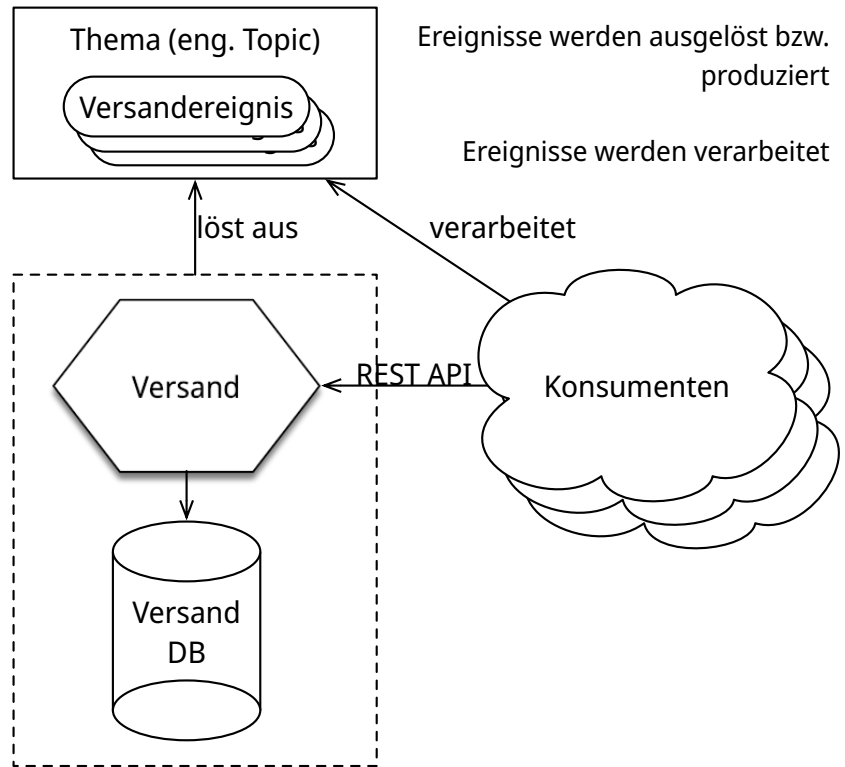 Thema (eng. Topic)
Versandereignis
Ereignisse werden ausgelöst bzw.
produziert
Ereignisse werden verarbeitet
löst aus
verarbeitet
Versand
REST API
Konsumenten
Versand
DB